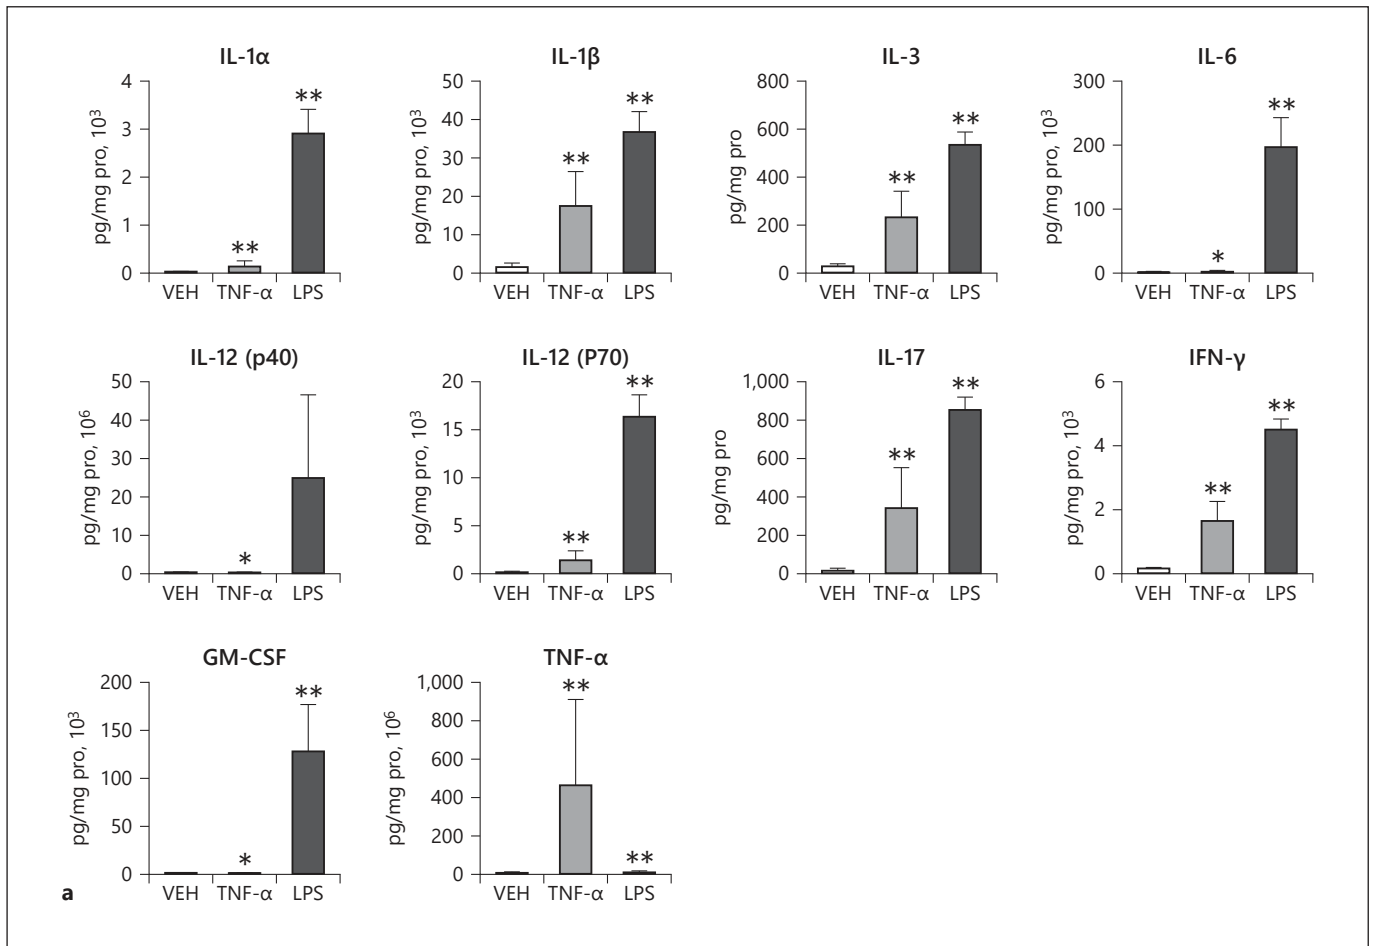 IL-1α
pg/mg pro, 10³
4
3
2
1
0
**
**
VEH TNF-α LPS
IL-1β
pg/mg pro, 10³
50
40
30
20
10
0
**
**
VEH TNF-α LPS
IL-3
pg/mg pro
800
600
400
200
0
**
**
VEH TNF-α LPS
IL-6
pg/mg pro, 10³
300
200
100
0
*
**
VEH TNF-α LPS
IL-12 (p40)
pg/mg pro, 10⁶
50
40
30
20
10
0
*
VEH TNF-α LPS
IL-12 (P70)
pg/mg pro, 10³
20
15
10
5
0
**
**
VEH TNF-α LPS
IL-17
pg/mg pro
1,000
800
600
400
200
0
**
**
VEH TNF-α LPS
IFN-γ
pg/mg pro, 10³
6
4
2
0
**
**
VEH TNF-α LPS
GM-CSF
pg/mg pro, 10³
200
150
100
50
0
*
**
VEH TNF-α LPS
TNF-α
pg/mg pro, 10⁶
1,000
800
600
400
200
0
**
**
VEH TNF-α LPS
a